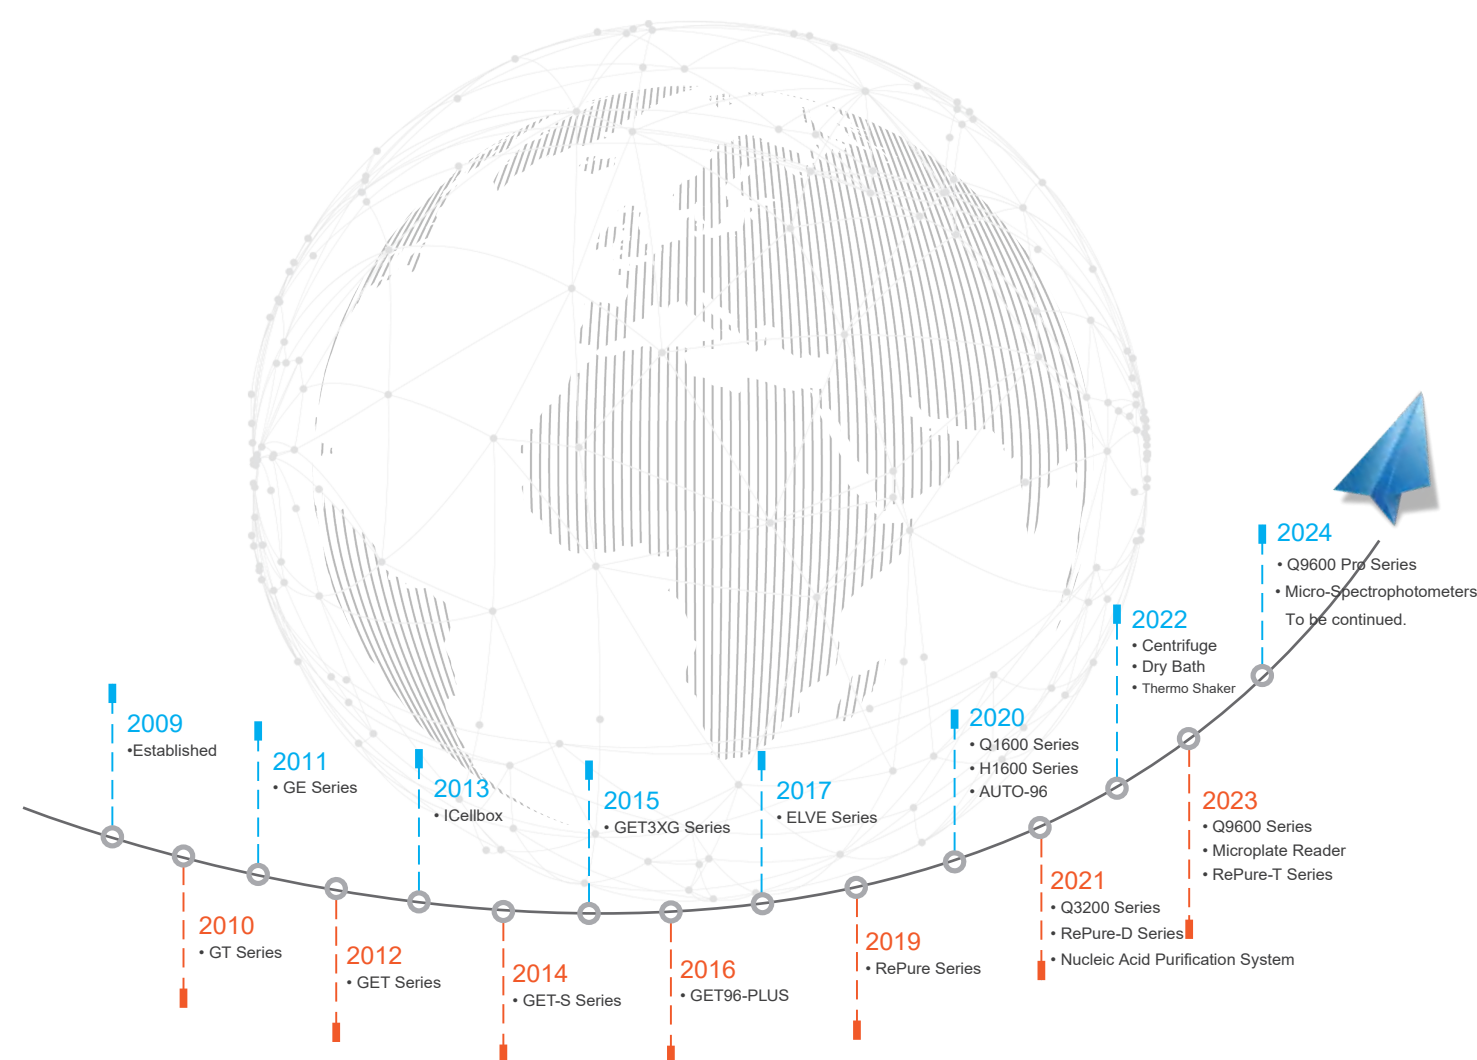 2009
•Established
2010
• GT Series
2011
• GE Series
2012
• GET Series
2013
• ICellbox
2014
• GET-S Series
2015
• GET3XG Series
2016
• GET96-PLUS
2017
• ELVE Series
2019
• RePure Series
2020
• Q1600 Series
• H1600 Series
• AUTO-96
2021
• Q3200 Series
• RePure-D Series
• Nucleic Acid Purification System
2022
• Centrifuge
• Dry Bath
• Thermo Shaker
2023
• Q9600 Series
• Microplate Reader
• RePure-T Series
2024
• Q9600 Pro Series
• Micro-Spectrophotometers
To be continued.